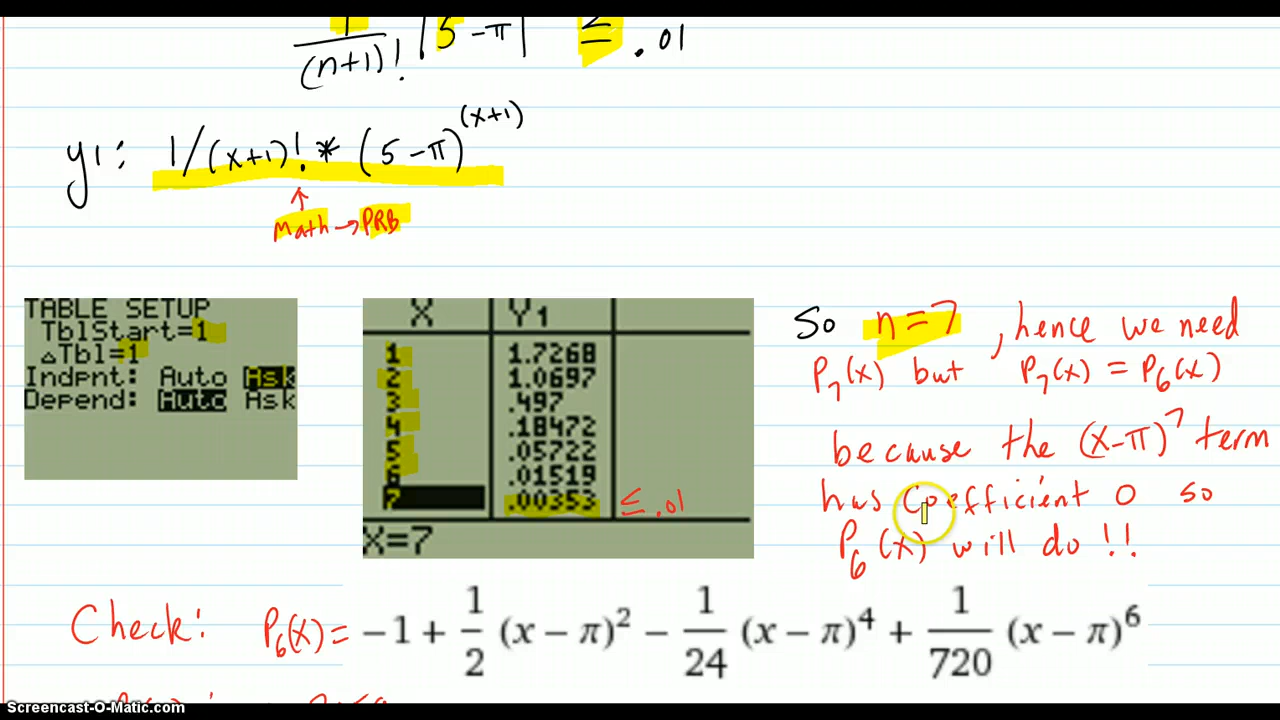 1/(n+1)! |5-π| ≤ .01
y1: 1/(x+1)! * (5-π)^(x+1)
↑
Math → PRB
TABLE SETUP
TblStart=1
△Tbl=1
Indpnt: Auto Ask
Depend: Auto Ask
X Y1
1 1.7268
2 1.0697
3 .497
4 .18472
5 .05722
6 .01519
7 .00353 ≤ .01
X=7
So n=7, hence we need
P₇(x) but P₇(x) = P₆(x)
because the (x-π)⁷ term
has coefficient 0 so
P₆(x) will do !!
Check: P₆(x) = −1 + 1/2 (x − π)² − 1/24 (x − π)⁴ + 1/720 (x − π)⁶
Screencast-O-Matic.com